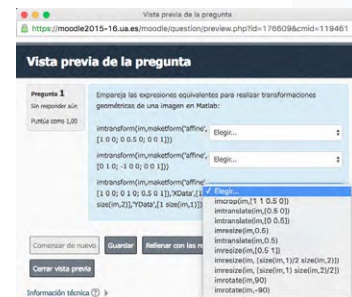 Vista previa de la pregunta
https://moodle2015-16.ua.es/moodle/question/preview.php?id=176609&cmid=119461
Vista previa de la pregunta
Pregunta 1
Sin responder aún
Puntúa como 1,00
Empareja las expresiones equivalentes para realizar transformaciones
geométricas de una imagen en Matlab:
imtransform(im,maketform('affine',
[1 0 0; 0 0.5 0; 0 0 1]))
Elegir...
imtransform(im,maketform('affine',
[0 1 0; -1 0 0; 0 0 1]))
Elegir...
imtransform(im,maketform('affine',
[1 0 0; 0 1 0; 0.5 0 1]),'XData',[1
size(im,2)],'YData',[1 size(im,1)])
Elegir...
imcrop(im,[1 1 0.5 0])
imtranslate(im,[0.5 0])
imtranslate(im,[0 0.5])
imresize(im,0.5)
imtranslate(im,0.5)
imresize(im,[0.5 1])
imresize(im, [size(im,1)/2 size(im,2)])
imresize(im, [size(im,1) size(im,2)/2])
imrotate(im,90)
imrotate(im,-90)
Comenzar de nuevo
Guardar
Rellenar con las re
Cerrar vista previa
Información técnica